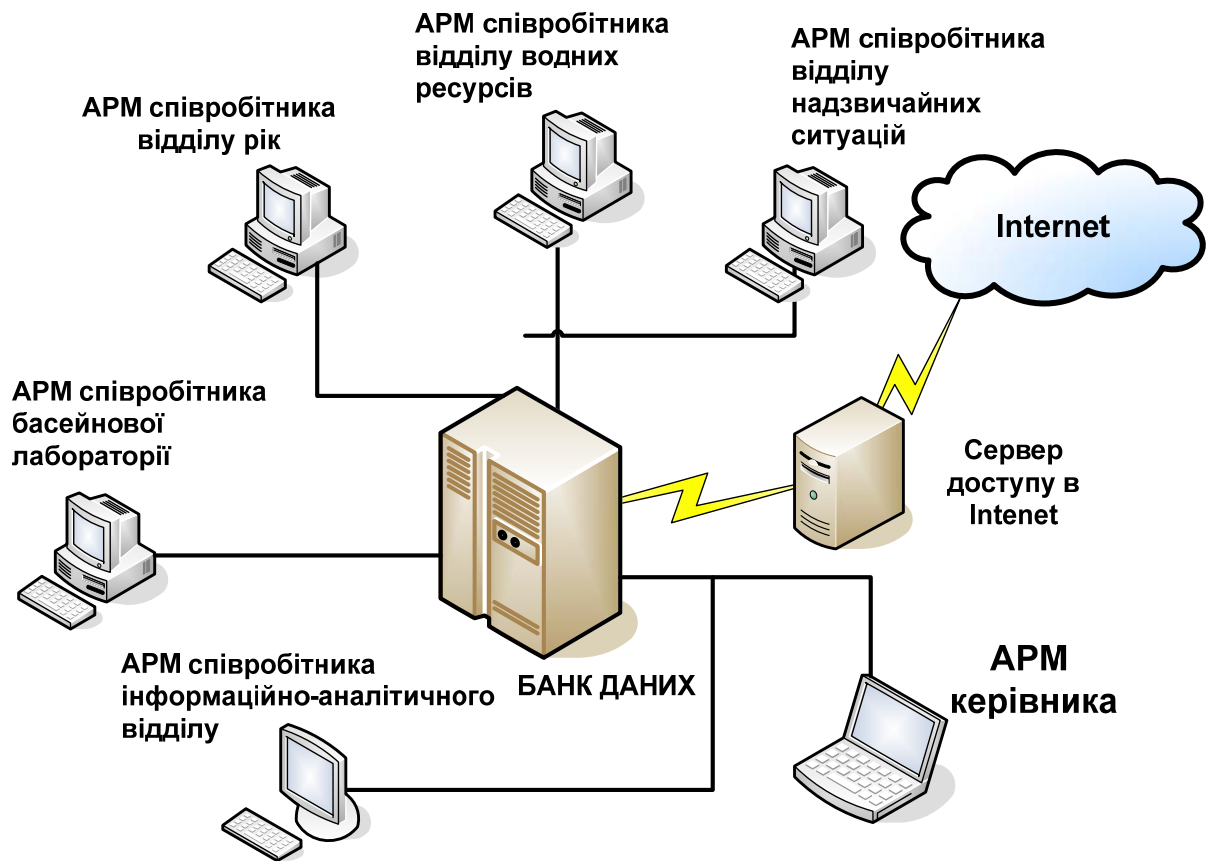 АРМ співробітника
відділу водних
ресурсів
АРМ співробітника
відділу
надзвичайних
ситуацій
АРМ співробітника
відділу рік
Internet
АРМ співробітника
басейнової
лабораторії
Сервер
доступу в
Intenet
АРМ співробітника
інформаційно-аналітичного
відділу
БАНК ДАНИХ
АРМ
керівника